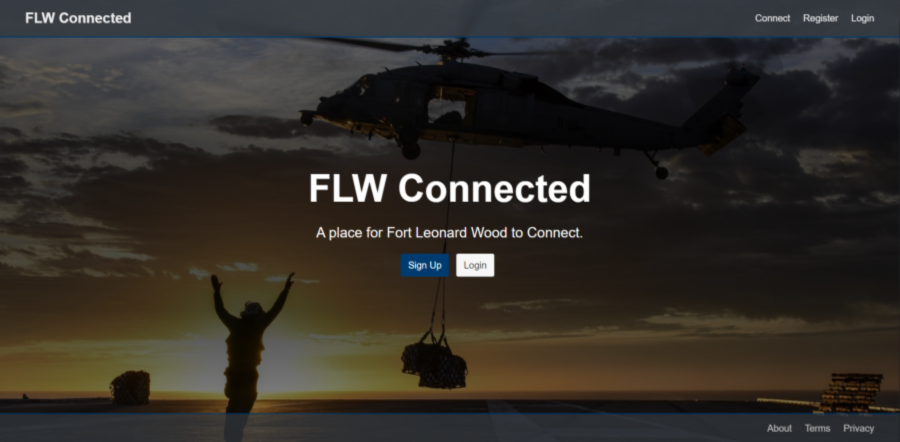 FLW Connected
Connect Register Login
FLW Connected
A place for Fort Leonard Wood to Connect.
Sign Up Login
About Terms Privacy